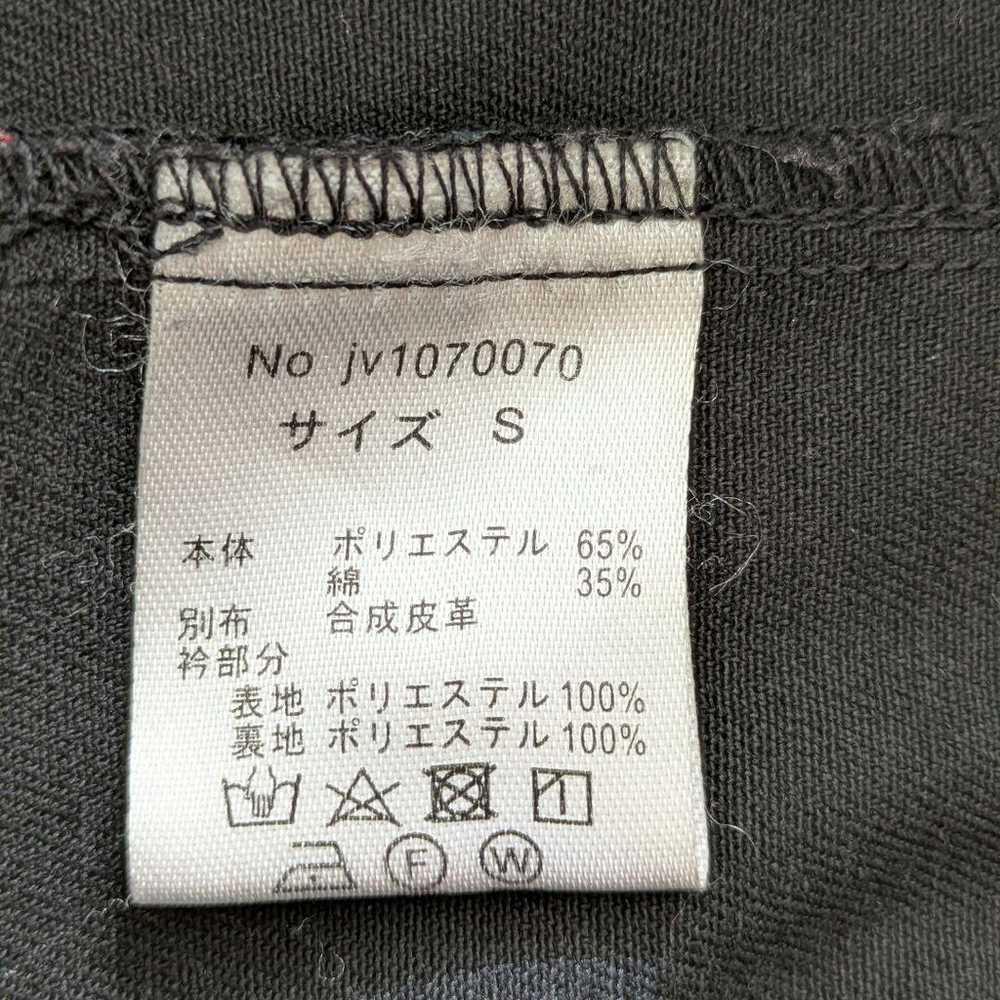 No jv1070070
サイズ S
本体 ポリエステル 65%
綿 35%
別布 合成皮革
衿部分
表地 ポリエステル 100%
裏地 ポリエステル 100%
F W